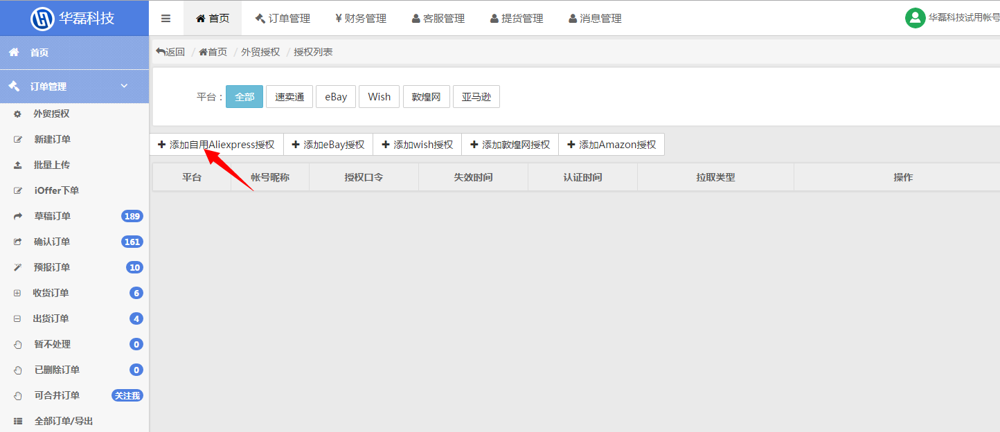 华磊科技
首页
订单管理
¥ 财务管理
客服管理
提货管理
消息管理
华磊科技试用帐号
首页
订单管理
外贸授权
新建订单
批量上传
iOffer下单
草稿订单 189
确认订单 161
预报订单 10
收货订单 6
出货订单 4
暂不处理 0
已删除订单 0
可合并订单 关注我
全部订单/导出
返回 / 首页 / 外贸授权 / 授权列表
平台： 全部 速卖通 eBay Wish 敦煌网 亚马逊
添加自用Aliexpress授权 添加eBay授权 添加wish授权 添加敦煌网授权 添加Amazon授权
平台 帐号昵称 授权口令 失效时间 认证时间 拉取类型 操作